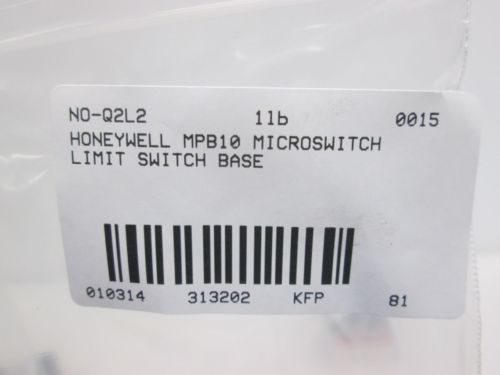 NO-Q2L2 1lb 0015
HONEYWELL MPB10 MICROSWITCH
LIMIT SWITCH BASE
010314 313202 KFP 81